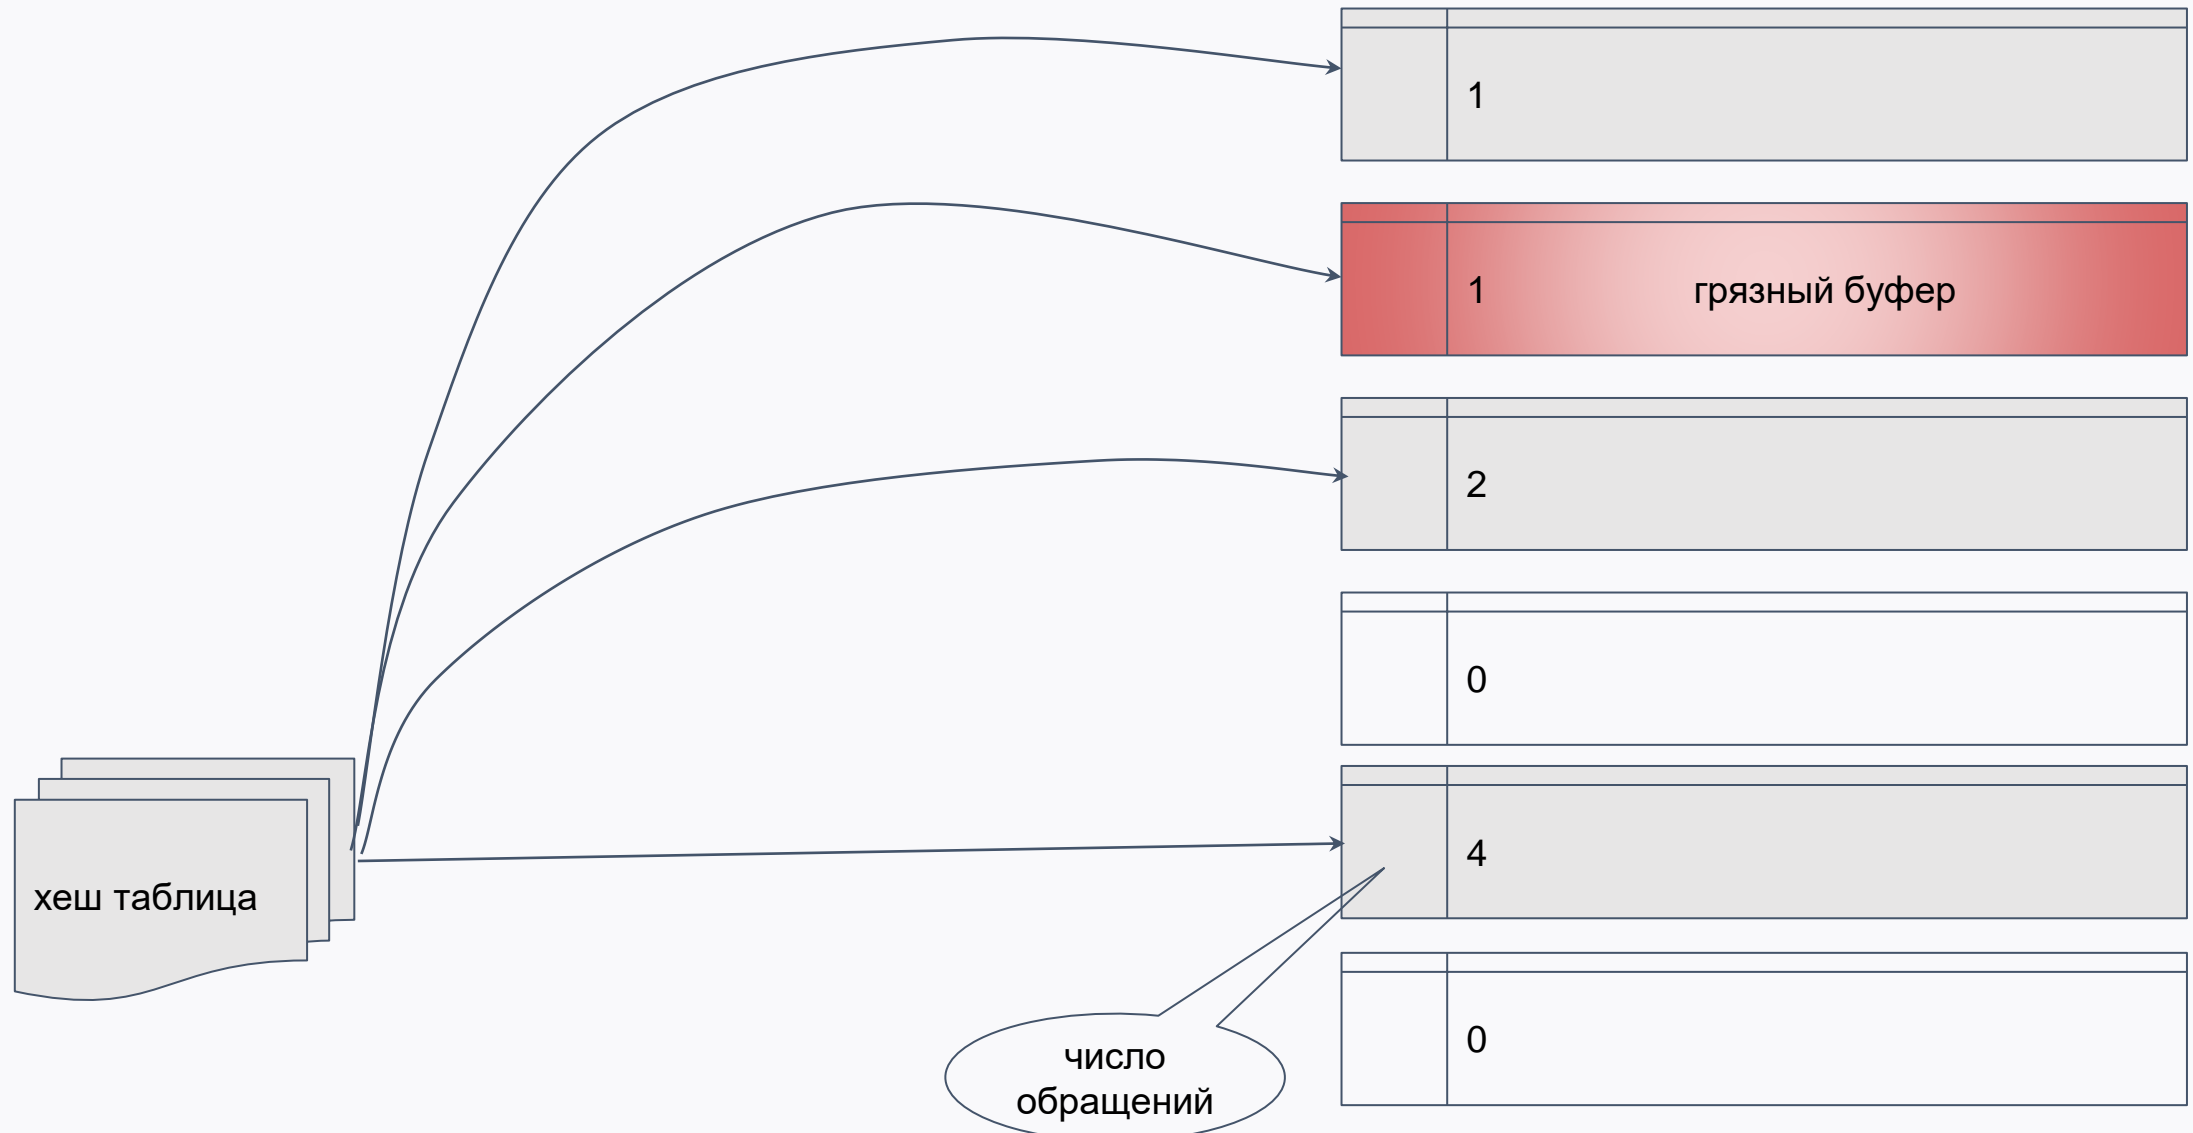 1
1 грязный буфер
2
0
4
хеш таблица
0
число
обращений